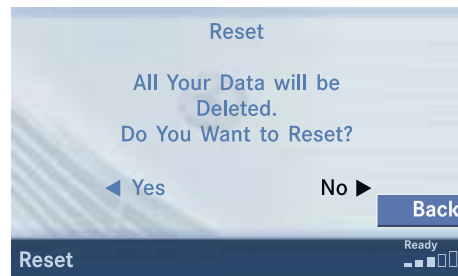 Reset
All Your Data will be
Deleted.
Do You Want to Reset?
◀ Yes No ▶
Back
Ready
Reset